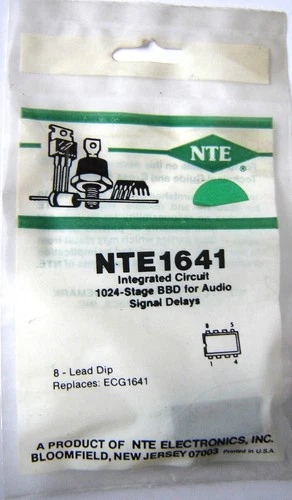 NTE
®
NTE1641
Integrated Circuit
1024-Stage BBD for Audio
Signal Delays
8 5
1 4
8 - Lead Dip
Replaces: ECG1641
A PRODUCT OF NTE ELECTRONICS, INC.
BLOOMFIELD, NEW JERSEY 07003 Printed in U.S.A.